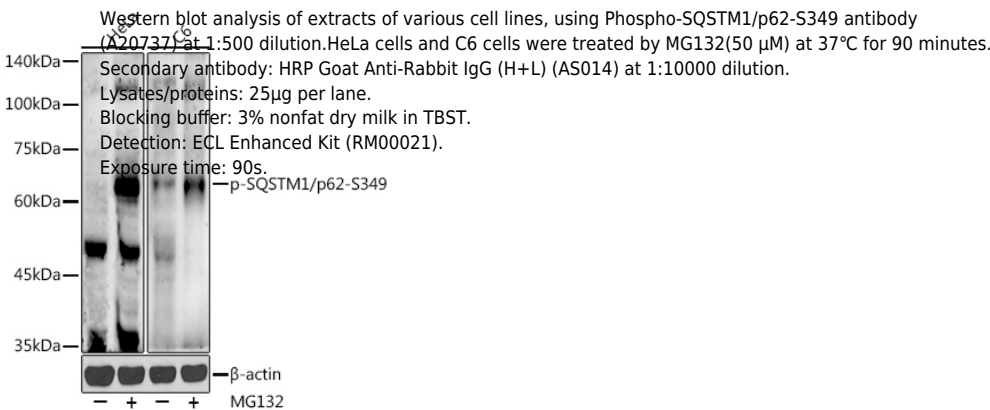 Western blot analysis of extracts of various cell lines, using Phospho-SQSTM1/p62-S349 antibody
(A20737) at 1:500 dilution.HeLa cells and C6 cells were treated by MG132(50 µM) at 37℃ for 90 minutes.
Secondary antibody: HRP Goat Anti-Rabbit IgG (H+L) (AS014) at 1:10000 dilution.
Lysates/proteins: 25µg per lane.
Blocking buffer: 3% nonfat dry milk in TBST.
Detection: ECL Enhanced Kit (RM00021).
Exposure time: 90s.
HeLa C6
140kDa
100kDa
75kDa
60kDa
45kDa
35kDa
p-SQSTM1/p62-S349
β-actin
− + − + MG132